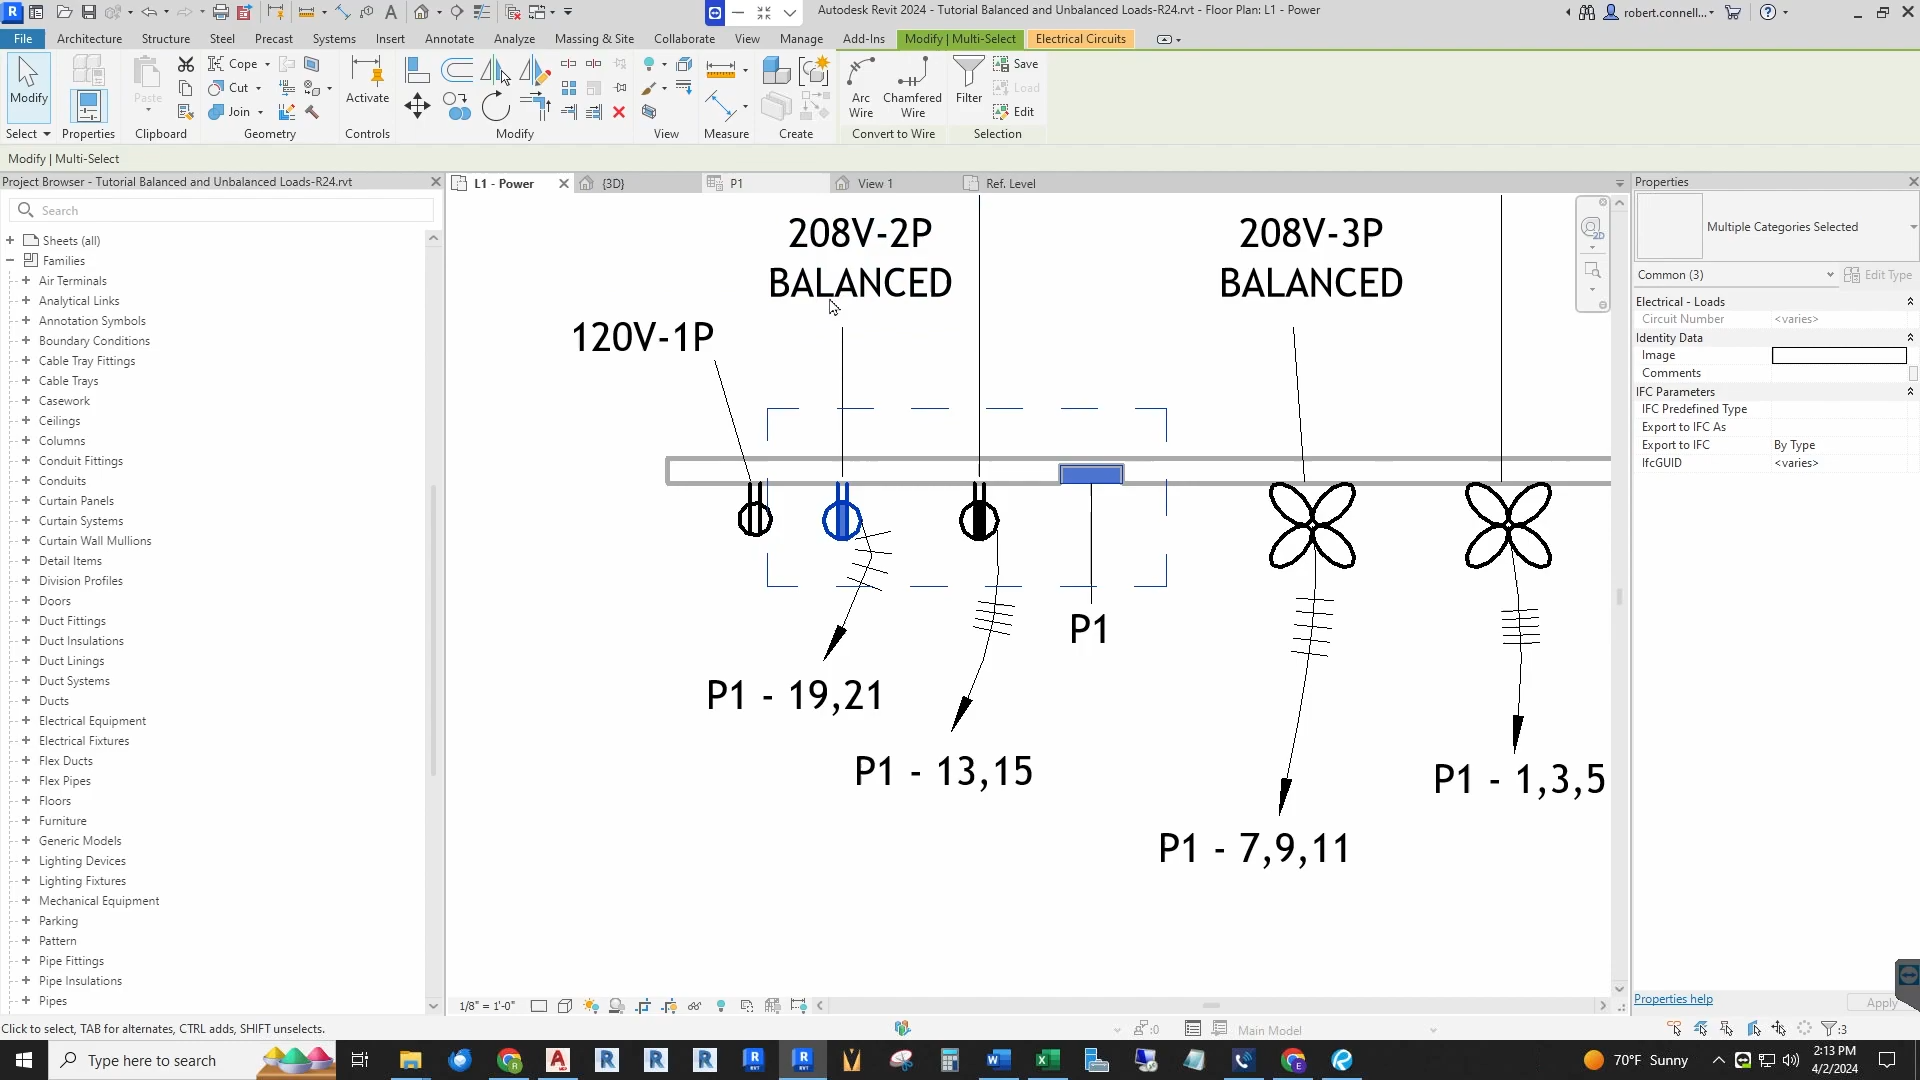 Autodesk Revit 2024 - Tutorial Balanced and Unbalanced Loads-R24.rvt - Floor Plan: L1 - Power
robert.connell...
File Architecture Structure Steel Precast Systems Insert Annotate Analyze Massing & Site Collaborate View Manage Add-Ins Modify | Multi-Select Electrical Circuits
Modify
Paste
Cope
Cut
Join
Activate
Arc Wire
Chamfered Wire
Filter
Save
Load
Edit
Select Properties Clipboard Geometry Controls Modify View Measure Create Convert to Wire Selection
Modify | Multi-Select
Project Browser - Tutorial Balanced and Unbalanced Loads-R24.rvt
Search
Sheets (all)
Families
Air Terminals
Analytical Links
Annotation Symbols
Boundary Conditions
Cable Tray Fittings
Cable Trays
Casework
Ceilings
Columns
Conduit Fittings
Conduits
Curtain Panels
Curtain Systems
Curtain Wall Mullions
Detail Items
Division Profiles
Doors
Duct Fittings
Duct Insulations
Duct Linings
Duct Systems
Ducts
Electrical Equipment
Electrical Fixtures
Flex Ducts
Flex Pipes
Floors
Furniture
Generic Models
Lighting Devices
Lighting Fixtures
Mechanical Equipment
Parking
Pattern
Pipe Fittings
Pipe Insulations
Pipes
L1 - Power {3D} P1 View 1 Ref. Level
208V-2P
BALANCED
208V-3P
BALANCED
120V-1P
P1
P1 - 19,21
P1 - 13,15
P1 - 1,3,5
P1 - 7,9,11
2D
Properties
Multiple Categories Selected
Common (3) Edit Type
Electrical - Loads
Circuit Number <varies>
Identity Data
Image
Comments
IFC Parameters
IFC Predefined Type
Export to IFC As
Export to IFC By Type
IfcGUID <varies>
Properties help Apply
1/8" = 1'-0"
Click to select, TAB for alternates, CTRL adds, SHIFT unselects.
:0 Main Model :3
Type here to search
70°F Sunny
2:13 PM
4/2/2024